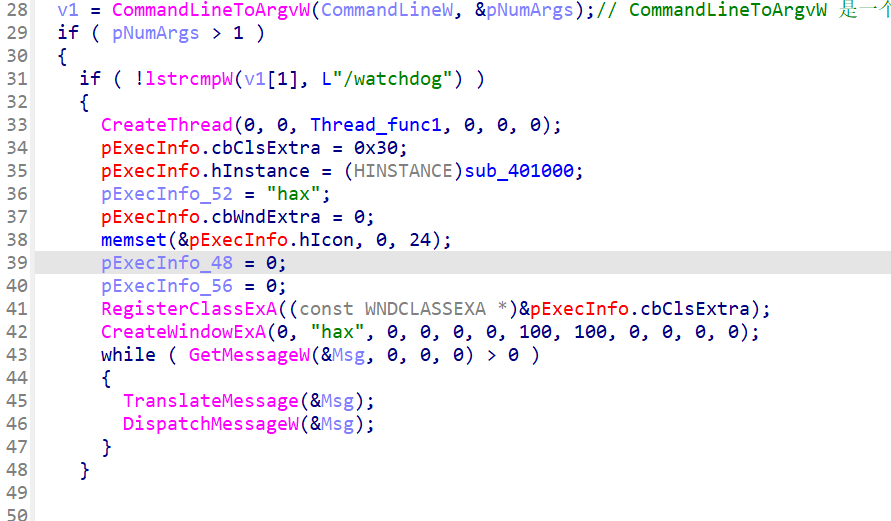 28 v1 = CommandLineToArgvW(CommandLineW, &pNumArgs);// CommandLineToArgvW 是一
29 if ( pNumArgs > 1 )
30 {
31 if ( !lstrcmpW(v1[1], L"/watchdog") )
32 {
33 CreateThread(0, 0, Thread_func1, 0, 0, 0);
34 pExecInfo.cbClsExtra = 0x30;
35 pExecInfo.hInstance = (HINSTANCE)sub_401000;
36 pExecInfo_52 = "hax";
37 pExecInfo.cbWndExtra = 0;
38 memset(&pExecInfo.hIcon, 0, 24);
39 pExecInfo_48 = 0;
40 pExecInfo_56 = 0;
41 RegisterClassExA((const WNDCLASSEXA *)&pExecInfo.cbClsExtra);
42 CreateWindowExA(0, "hax", 0, 0, 0, 0, 100, 100, 0, 0, 0, 0);
43 while ( GetMessageW(&Msg, 0, 0, 0) > 0 )
44 {
45 TranslateMessage(&Msg);
46 DispatchMessageW(&Msg);
47 }
48 }
49
50